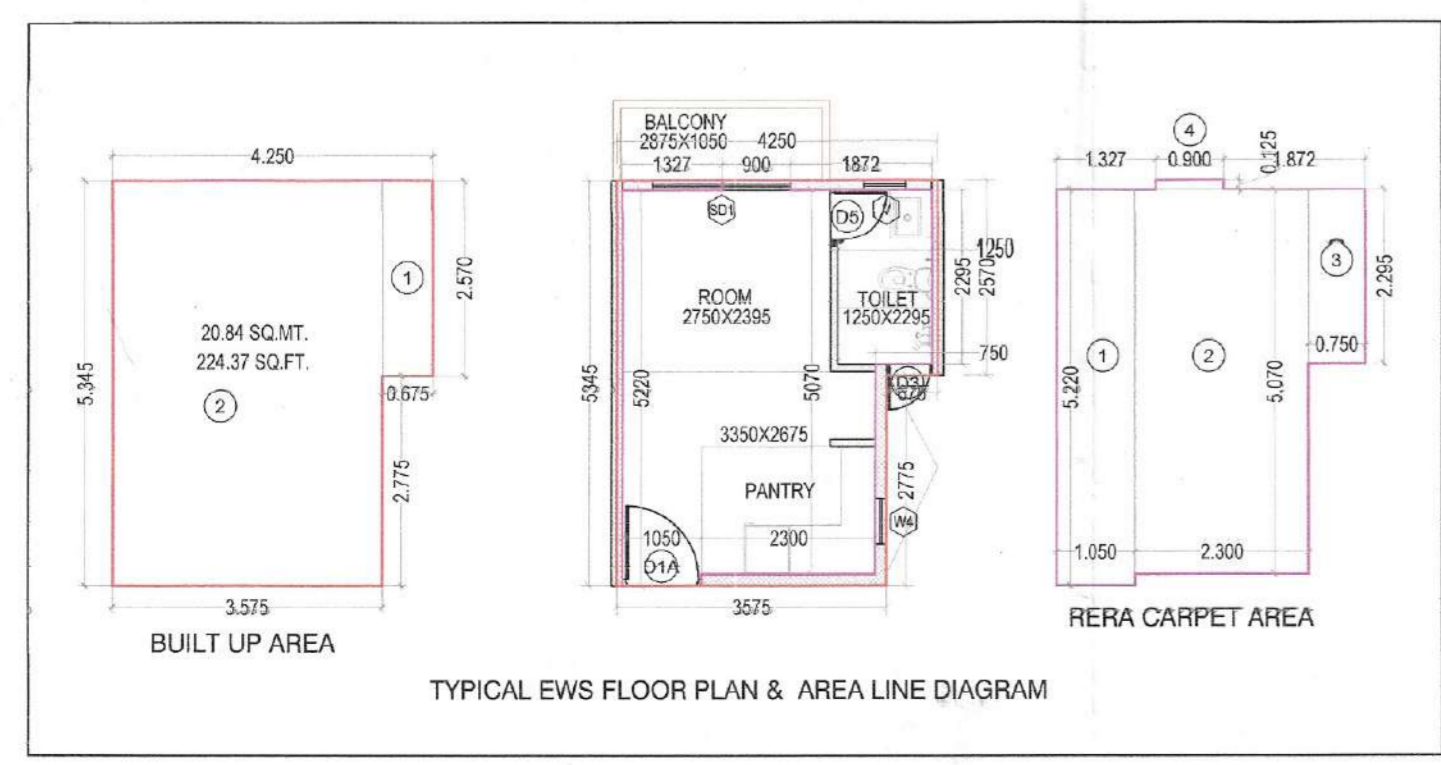 4.250
1
2.570
20.84 SQ.MT.
224.37 SQ.FT.
2
5.345
0.675
2.775
3.575
BUILT UP AREA
BALCONY
2875X1050
4250
1327
900
1872
SD1
D5
V
1250
2295
2570
ROOM
2750X2395
TOILET
1250X2295
750
D3
675
5345
5220
5070
3350X2675
PANTRY
2775
W4
1050
2300
D1A
3575
4
1.327
0.900
1.872
0.125
3
2.295
0.750
1
2
5.220
5.070
1.050
2.300
RERA CARPET AREA
TYPICAL EWS FLOOR PLAN & AREA LINE DIAGRAM